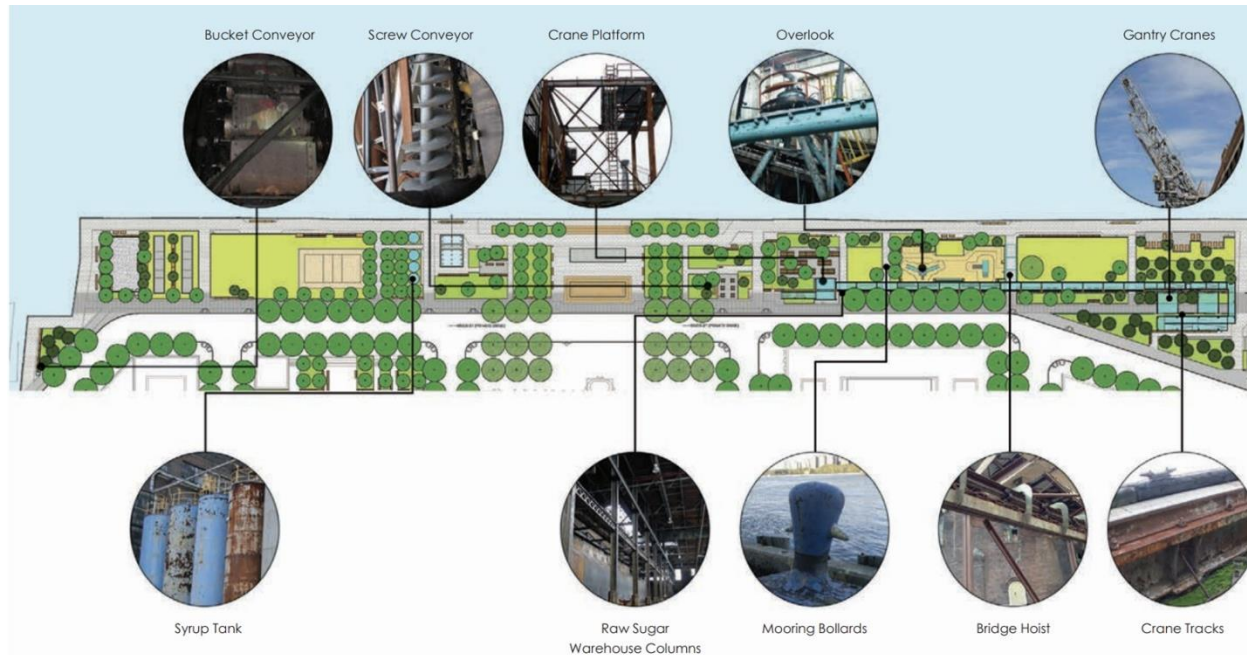 Bucket Conveyor
Screw Conveyor
Crane Platform
Overlook
Gantry Cranes
Syrup Tank
Raw Sugar
Warehouse Columns
Mooring Bollards
Bridge Hoist
Crane Tracks